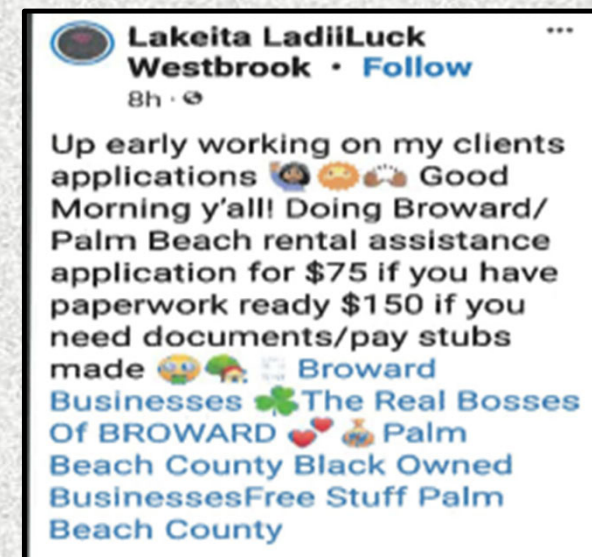 Lakeita LadiiLuck
Westbrook · Follow
8h ·
Up early working on my clients
applications 🙋🏽‍♀️🌞🙌🏽 Good
Morning y'all! Doing Broward/
Palm Beach rental assistance
application for $75 if you have
paperwork ready $150 if you
need documents/pay stubs
made 🤑🏡 Broward
Businesses ☘️The Real Bosses
Of BROWARD 💕 💰 Palm
Beach County Black Owned
BusinessesFree Stuff Palm
Beach County